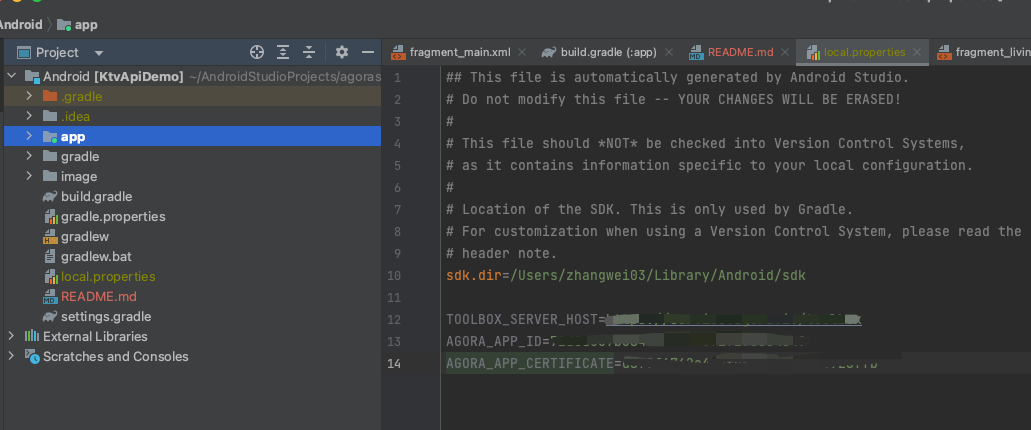 Android app
Project
fragment_main.xml build.gradle (:app) README.md local.properties fragment_livin
Android [KtvApiDemo] ~/AndroidStudioProjects/agoras
.gradle
.idea
app
gradle
image
build.gradle
gradle.properties
gradlew
gradlew.bat
local.properties
README.md
settings.gradle
External Libraries
Scratches and Consoles
1 ## This file is automatically generated by Android Studio.
2 # Do not modify this file -- YOUR CHANGES WILL BE ERASED!
3 #
4 # This file should *NOT* be checked into Version Control Systems,
5 # as it contains information specific to your local configuration.
6 #
7 # Location of the SDK. This is only used by Gradle.
8 # For customization when using a Version Control System, please read the
9 # header note.
10 sdk.dir=/Users/zhangwei03/Library/Android/sdk
11
12 TOOLBOX_SERVER_HOST=
13 AGORA_APP_ID=
14 AGORA_APP_CERTIFICATE=